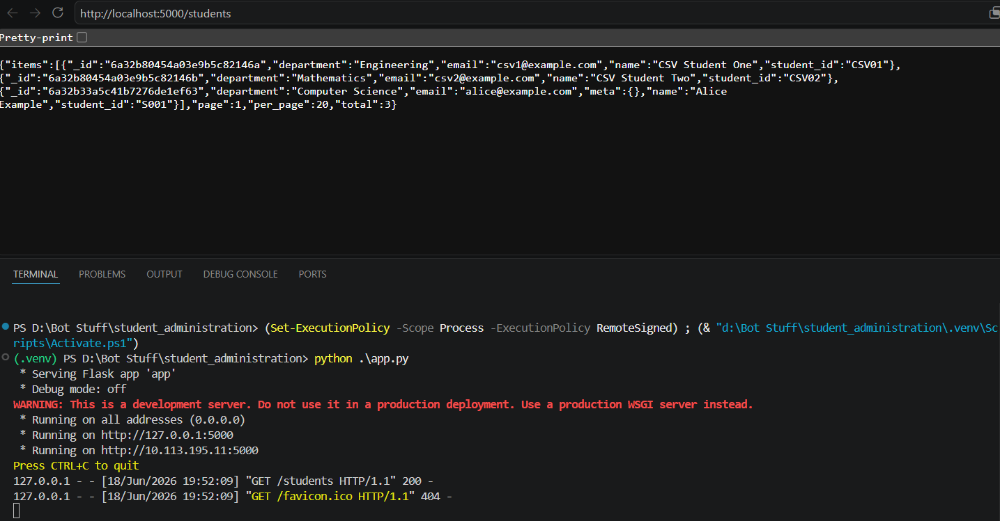 http://localhost:5000/students
Pretty-print
{"items":[{"_id":"6a32b80454a03e9b5c82146a","department":"Engineering","email":"csv1@example.com","name":"CSV Student One","student_id":"CSV01"},
{"_id":"6a32b80454a03e9b5c82146b","department":"Mathematics","email":"csv2@example.com","name":"CSV Student Two","student_id":"CSV02"},
{"_id":"6a32b33a5c41b7276de1ef63","department":"Computer Science","email":"alice@example.com","meta":{},"name":"Alice
Example","student_id":"S001"}],"page":1,"per_page":20,"total":3}
TERMINAL PROBLEMS OUTPUT DEBUG CONSOLE PORTS
PS D:\Bot Stuff\student_administration> (Set-ExecutionPolicy -Scope Process -ExecutionPolicy RemoteSigned) ; (& "d:\Bot Stuff\student_administration\.venv\Sc
ripts\Activate.ps1")
(.venv) PS D:\Bot Stuff\student_administration> python .\app.py
* Serving Flask app 'app'
* Debug mode: off
WARNING: This is a development server. Do not use it in a production deployment. Use a production WSGI server instead.
* Running on all addresses (0.0.0.0)
* Running on http://127.0.0.1:5000
* Running on http://10.113.195.11:5000
Press CTRL+C to quit
127.0.0.1 - - [18/Jun/2026 19:52:09] "GET /students HTTP/1.1" 200 -
127.0.0.1 - - [18/Jun/2026 19:52:09] "GET /favicon.ico HTTP/1.1" 404 -